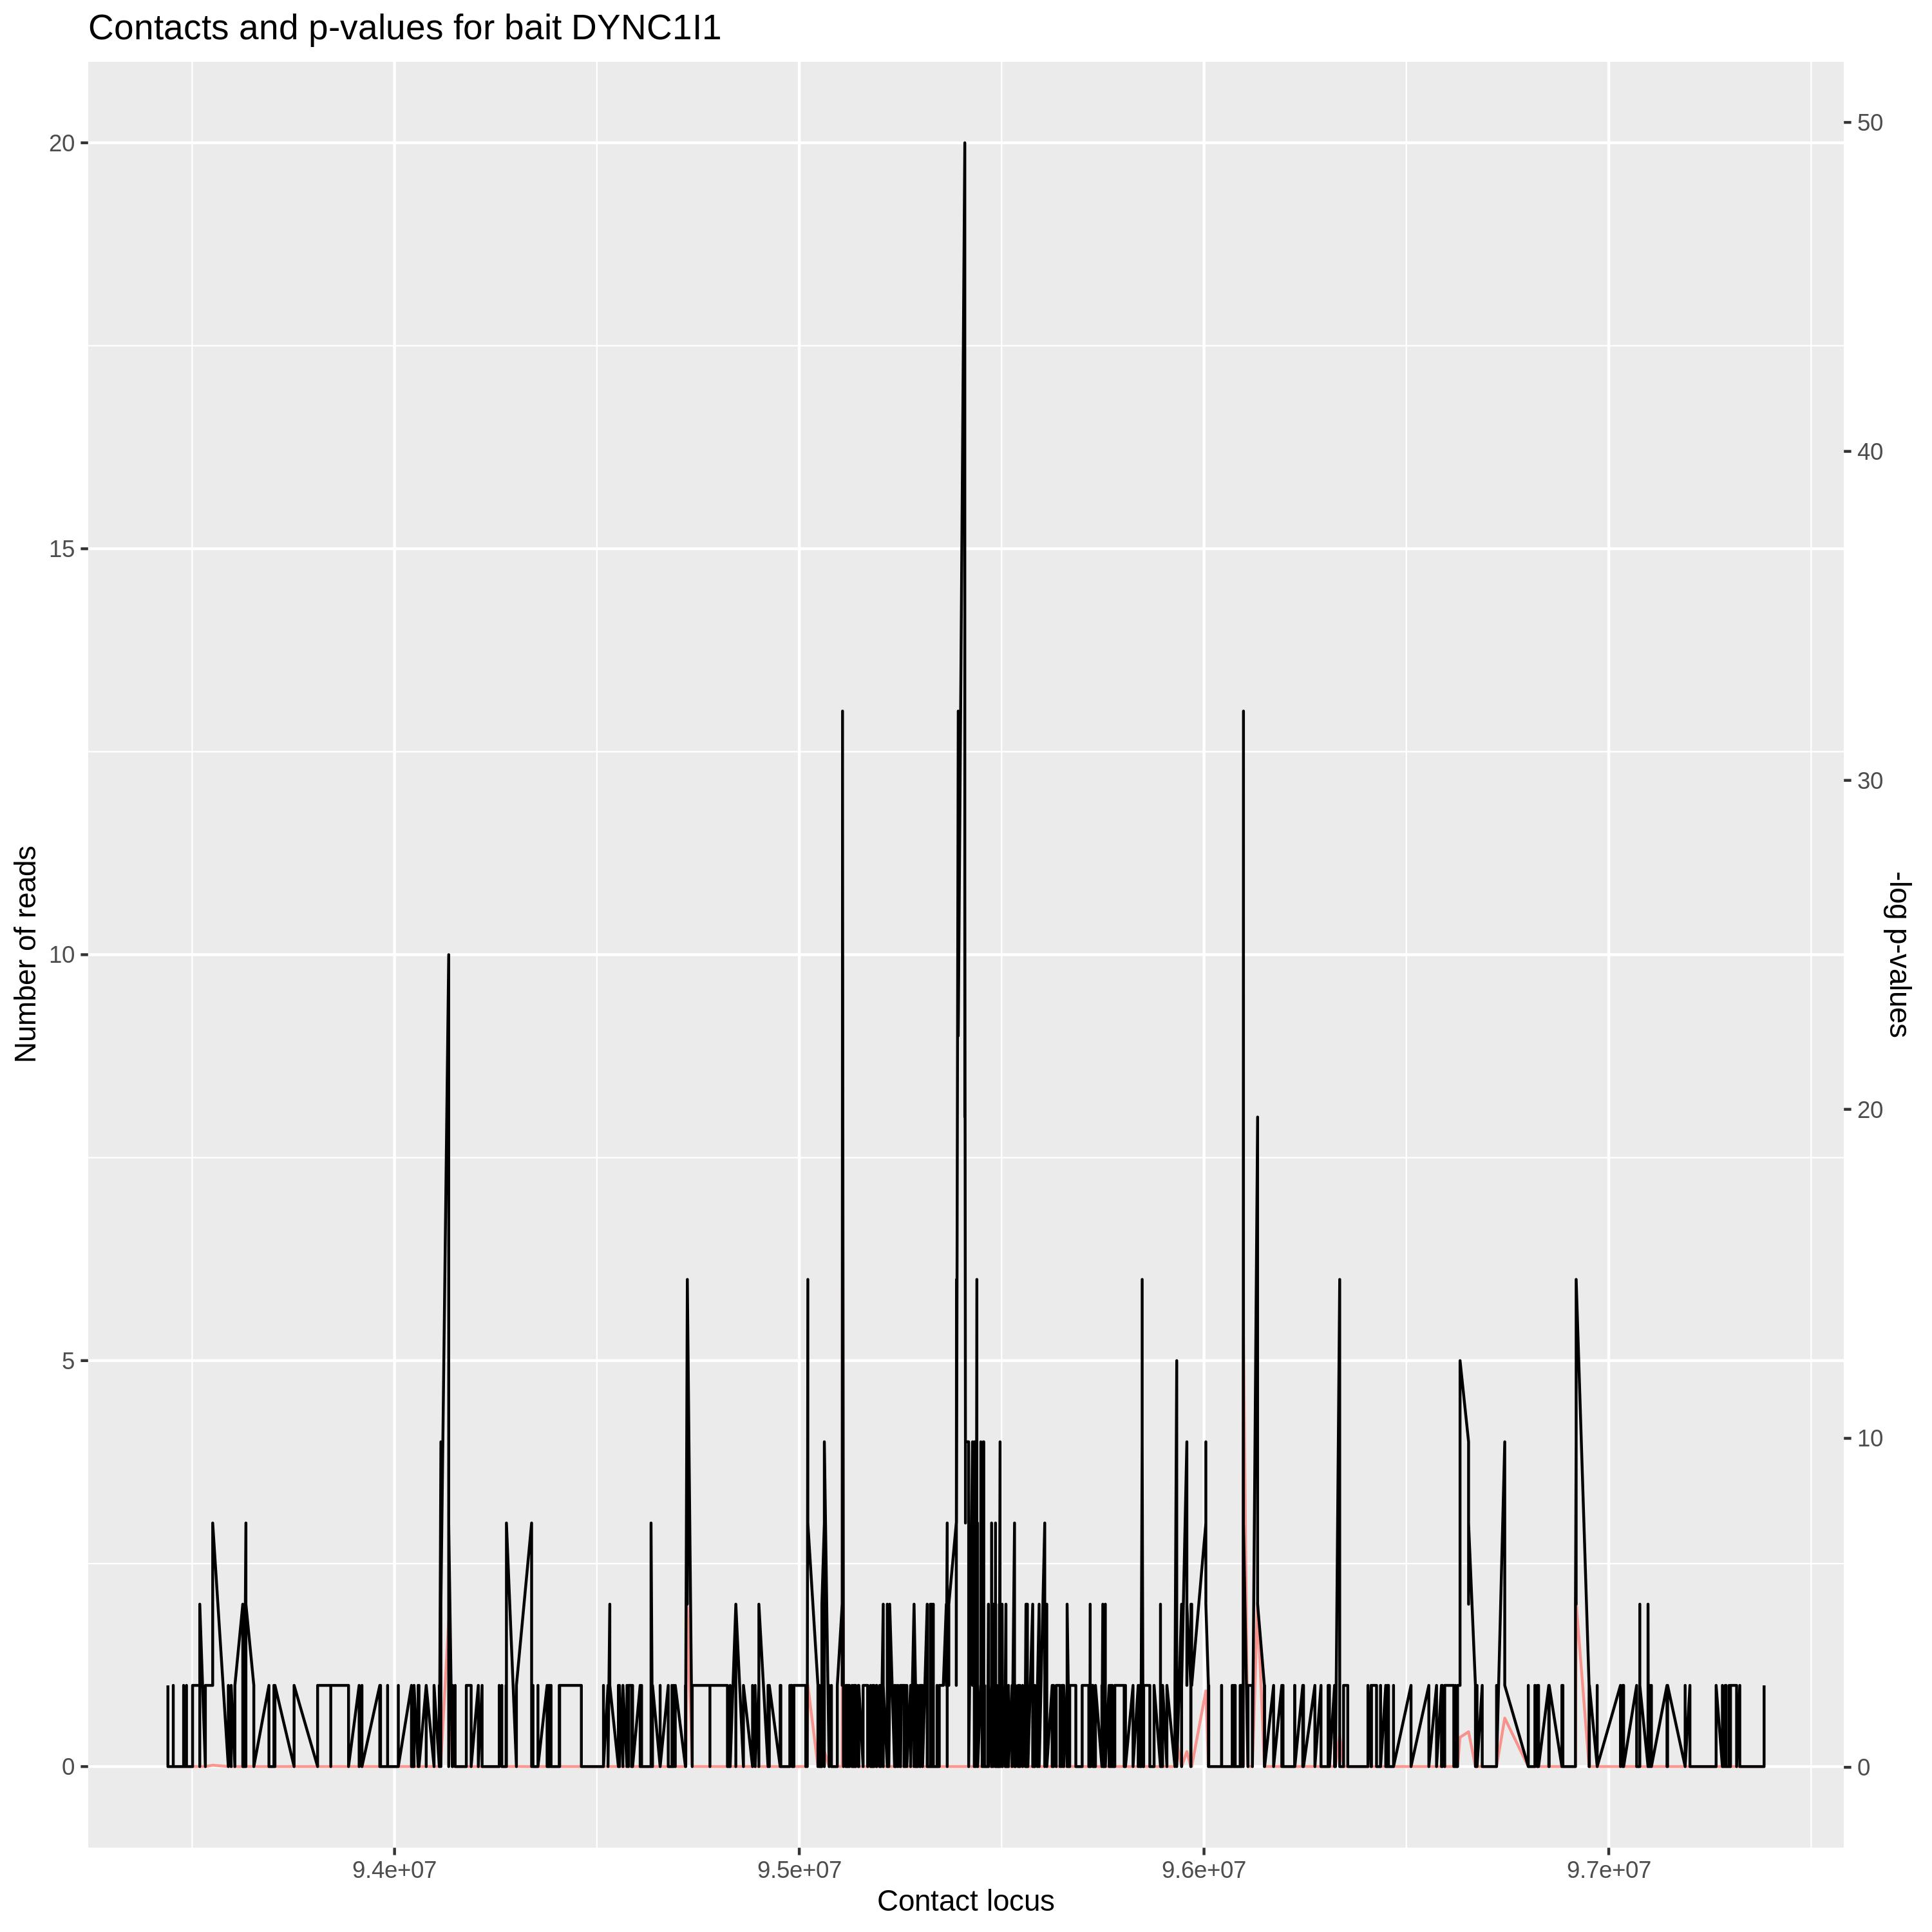 Contacts and p-values for bait DYNC1I1
20
15
10
5
0
Number of reads
50
40
30
20
10
0
-log p-values
9.4e+07
9.5e+07
9.6e+07
9.7e+07
Contact locus